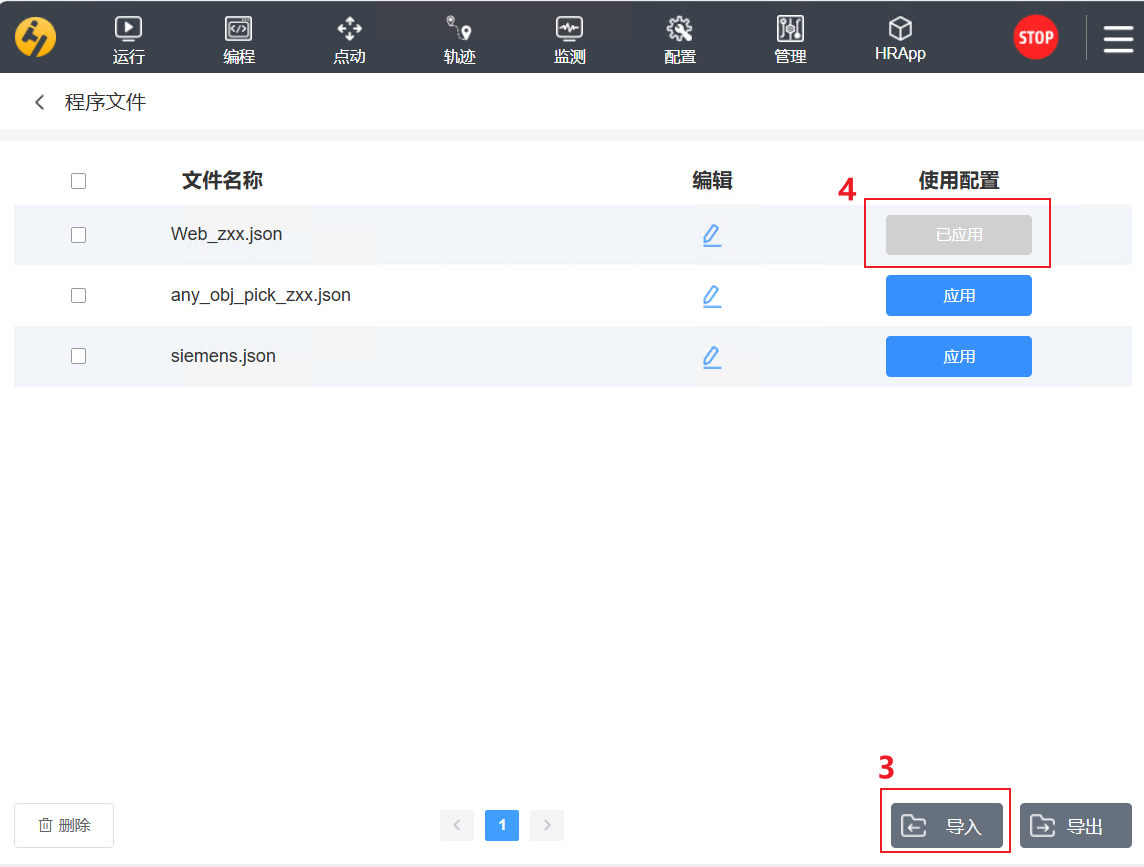 运行 编程 点动 轨迹 监测 配置 管理 HRApp STOP
程序文件
文件名称 编辑 使用配置
4
Web_zxx.json 已应用
any_obj_pick_zxx.json 应用
siemens.json 应用
3
删除 1 导入 导出